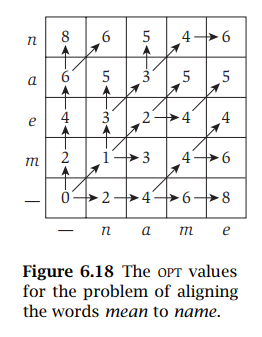 n 8 6 5 4 6
a 6 5 3 5 5
e 4 3 2 4 4
m 2 1 3 4 6
— 0 2 4 6 8
— n a m e
Figure 6.18 The OPT values
for the problem of aligning
the words mean to name.